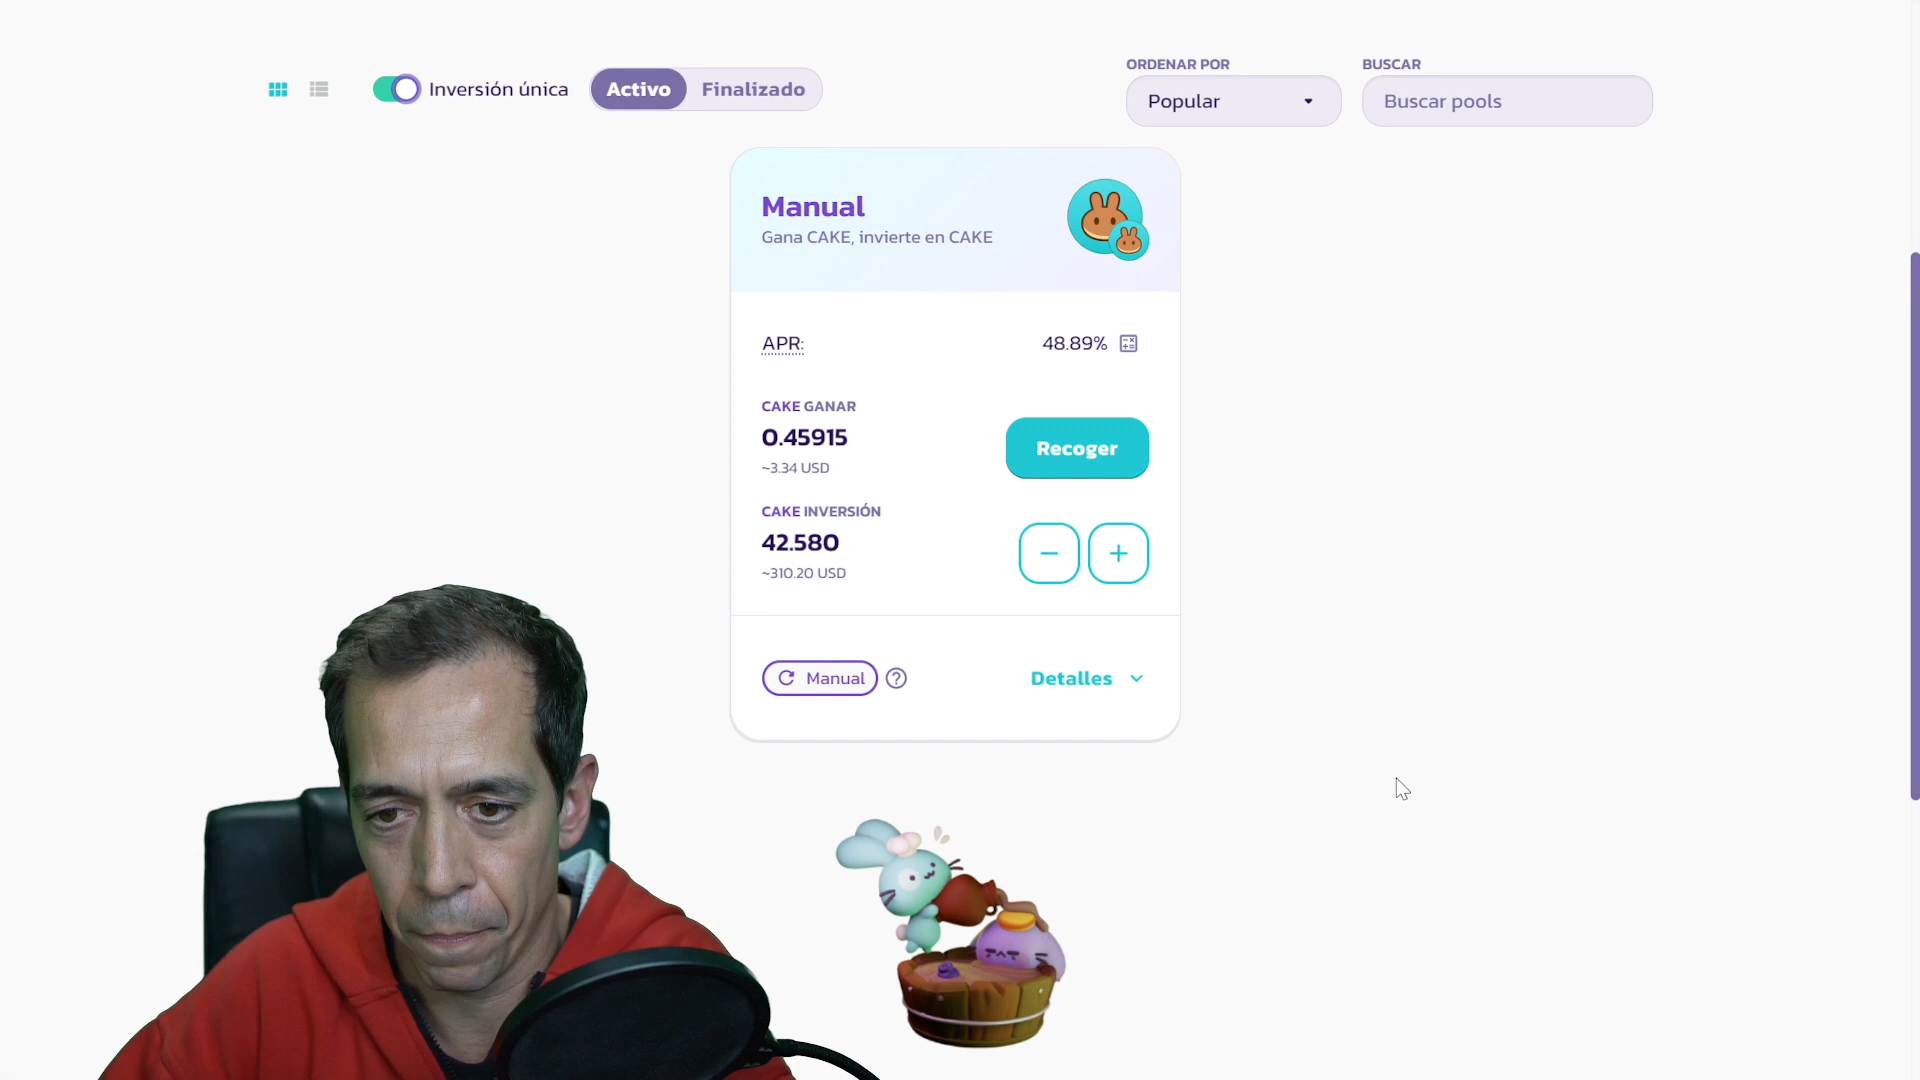 Inversión única
Activo
Finalizado
ORDENAR POR
Popular
BUSCAR
Buscar pools
Manual
Gana CAKE, invierte en CAKE
APR:
48.89%
CAKE GANAR
0.45915
~3.34 USD
Recoger
CAKE INVERSIÓN
42.580
~310.20 USD
Manual
Detalles